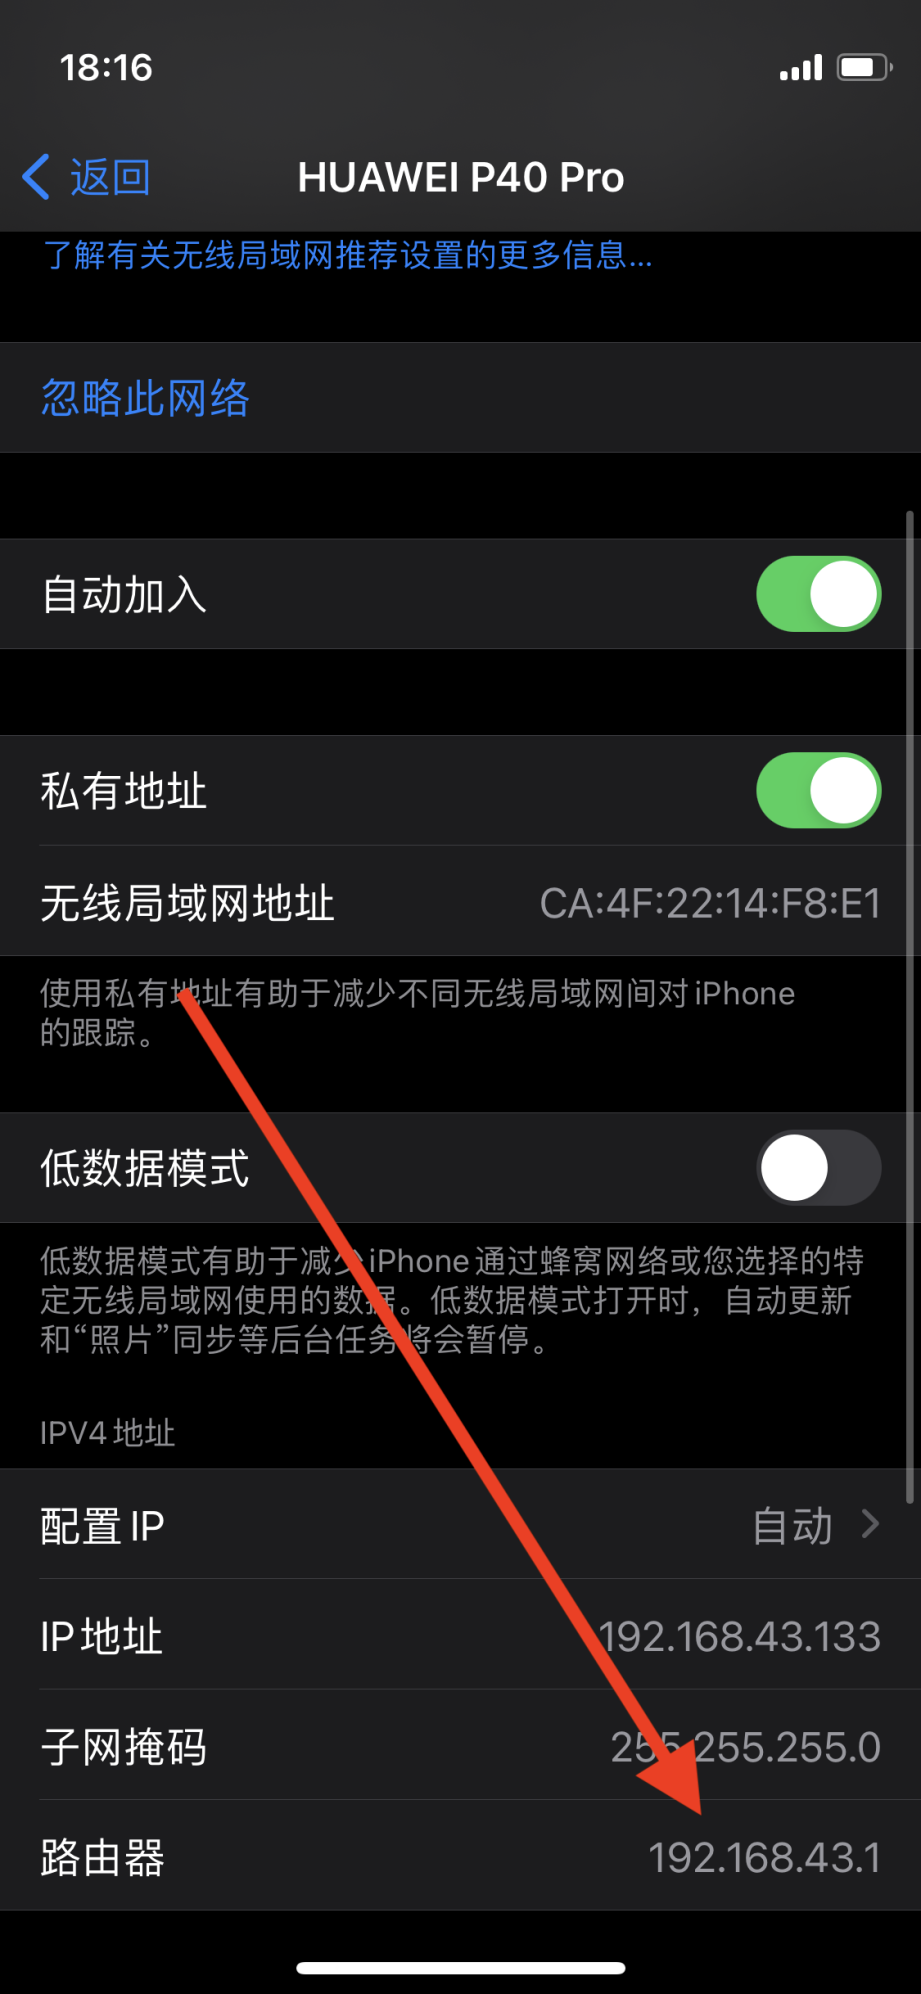 18:16
返回
HUAWEI P40 Pro
了解有关无线局域网推荐设置的更多信息...
忽略此网络
自动加入
私有地址
无线局域网地址 CA:4F:22:14:F8:E1
使用私有地址有助于减少不同无线局域网间对 iPhone
的跟踪。
低数据模式
低数据模式有助于减少 iPhone 通过蜂窝网络或您选择的特
定无线局域网使用的数据。低数据模式打开时，自动更新
和“照片”同步等后台任务将会暂停。
IPV4 地址
配置 IP 自动
IP 地址 192.168.43.133
子网掩码 255.255.255.0
路由器 192.168.43.1